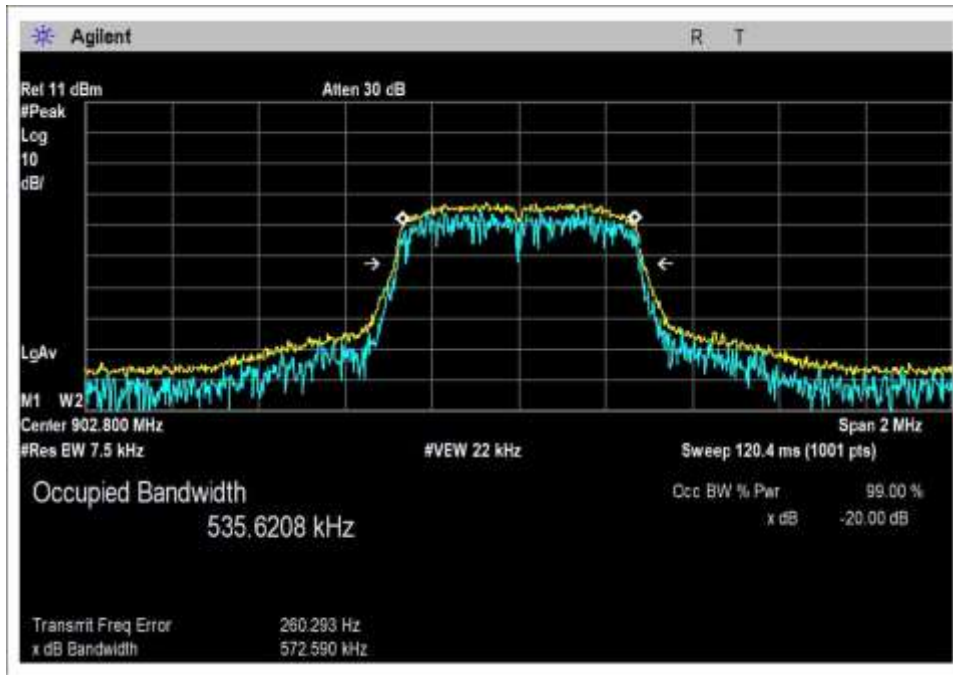 Agilent R T
Ref 11 dBm Atten 30 dB
#Peak
Log
10
dB/
LgAv
M1 W2
Center 902.800 MHz Span 2 MHz
#Res BW 7.5 kHz #VBW 22 kHz Sweep 120.4 ms (1001 pts)
Occupied Bandwidth Occ BW % Pwr 99.00 %
535.6208 kHz x dB -20.00 dB
Transmit Freq Error 260.293 Hz
x dB Bandwidth 572.590 kHz